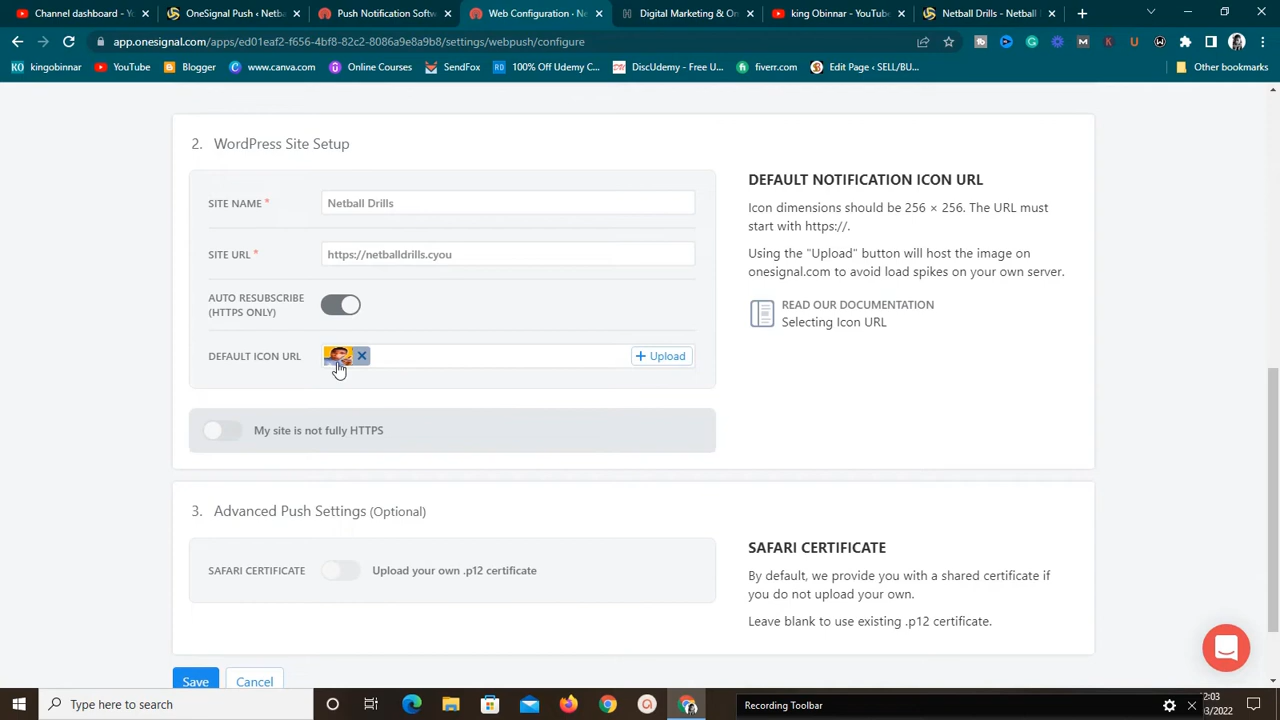 Channel dashboard - Yo
OneSignal Push ‹ Netba
Push Notification Softw
Web Configuration · Ne
Digital Marketing & On
king Obinnar - YouTube
Netball Drills - Netball
app.onesignal.com/apps/ed01eaf2-f656-4bf8-82c2-8086a9e8a9b8/settings/webpush/configure
kingobinnar
YouTube
Blogger
www.canva.com
Online Courses
SendFox
100% Off Udemy C...
DiscUdemy - Free U...
fiverr.com
Edit Page ‹ SELL/BU...
Other bookmarks
2. WordPress Site Setup
SITE NAME *
Netball Drills
SITE URL *
https://netballdrills.cyou
AUTO RESUBSCRIBE
(HTTPS ONLY)
DEFAULT ICON URL
+ Upload
My site is not fully HTTPS
DEFAULT NOTIFICATION ICON URL
Icon dimensions should be 256 × 256. The URL must
start with https://.
Using the "Upload" button will host the image on
onesignal.com to avoid load spikes on your own server.
READ OUR DOCUMENTATION
Selecting Icon URL
3. Advanced Push Settings (Optional)
SAFARI CERTIFICATE
Upload your own .p12 certificate
SAFARI CERTIFICATE
By default, we provide you with a shared certificate if
you do not upload your own.
Leave blank to use existing .p12 certificate.
Save
Cancel
Type here to search
Recording Toolbar
12:03
03/2022